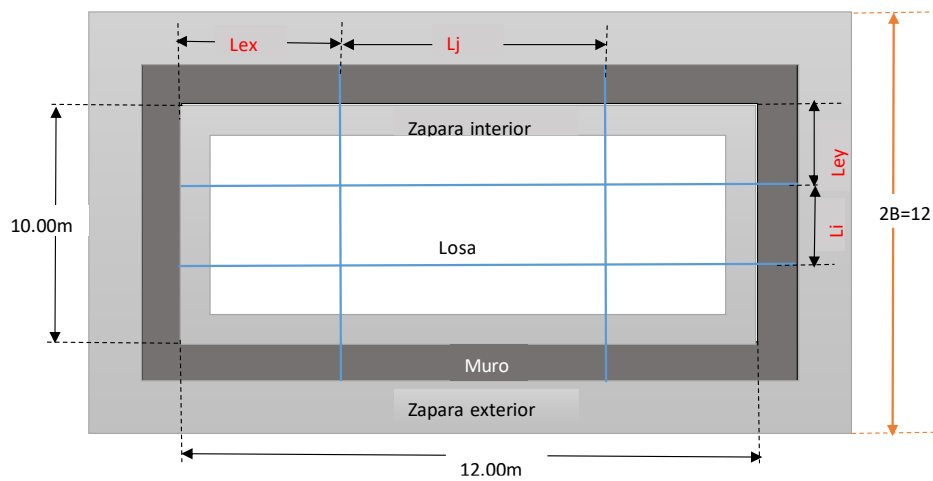 Lex
Lj
Zapara interior
Ley
10.00m
2B=12
Li
Losa
Muro
Zapara exterior
12.00m